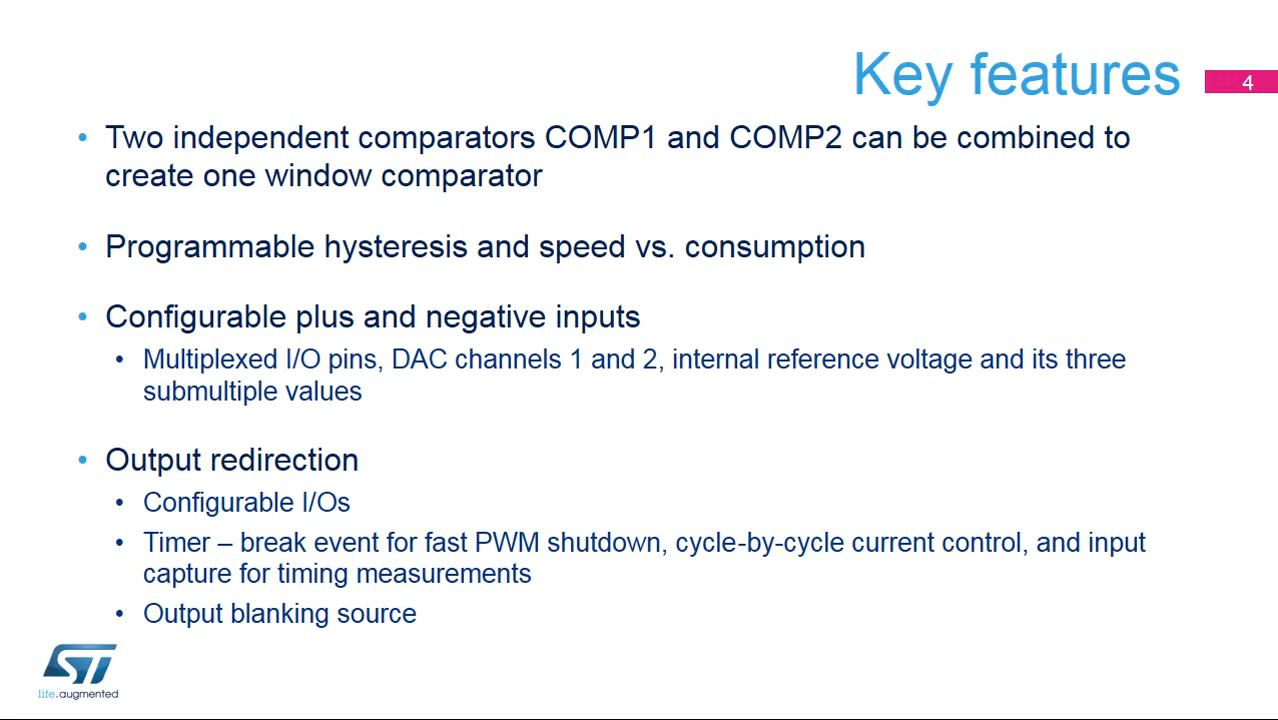 Key features
4
• Two independent comparators COMP1 and COMP2 can be combined to
create one window comparator
• Programmable hysteresis and speed vs. consumption
• Configurable plus and negative inputs
• Multiplexed I/O pins, DAC channels 1 and 2, internal reference voltage and its three
submultiple values
• Output redirection
• Configurable I/Os
• Timer – break event for fast PWM shutdown, cycle-by-cycle current control, and input
capture for timing measurements
• Output blanking source
ST
life.augmented